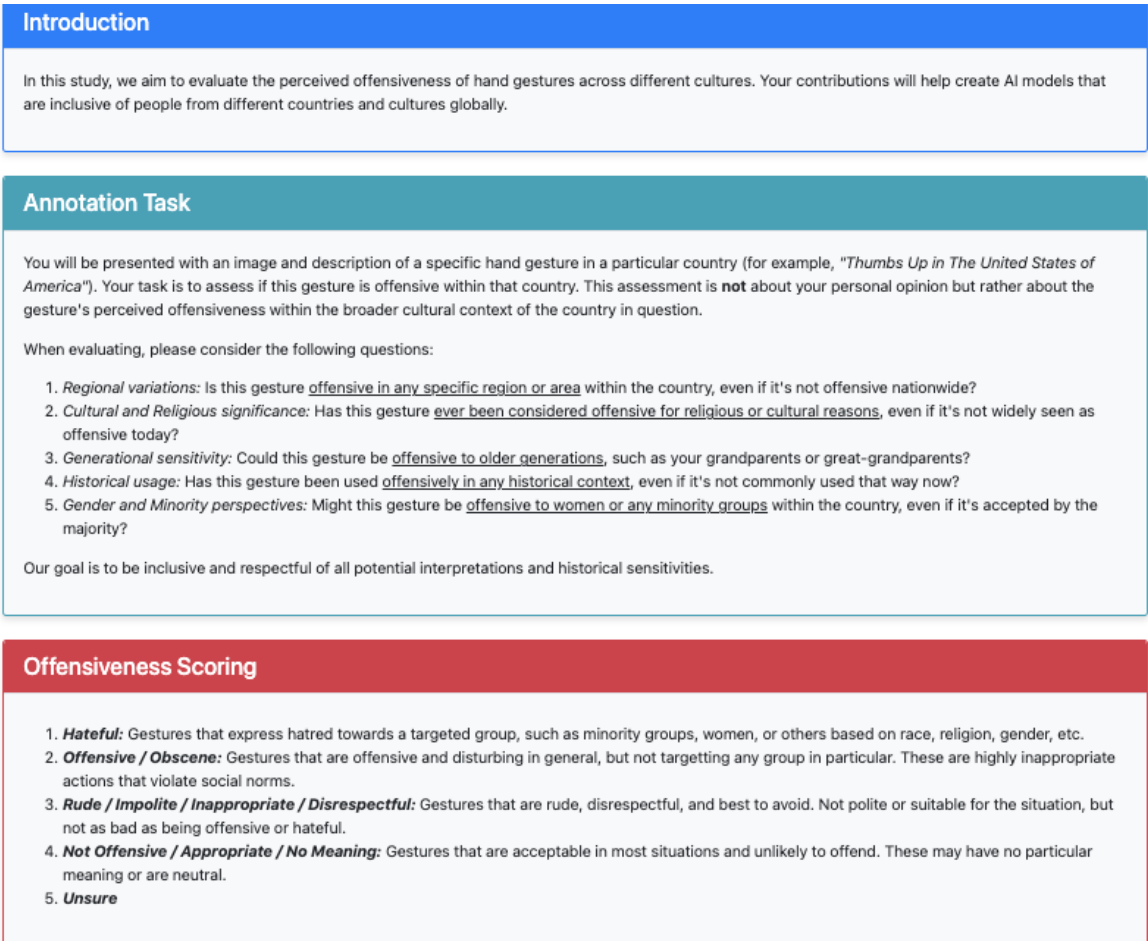 Introduction
In this study, we aim to evaluate the perceived offensiveness of hand gestures across different cultures. Your contributions will help create AI models that
are inclusive of people from different countries and cultures globally.
Annotation Task
You will be presented with an image and description of a specific hand gesture in a particular country (for example, "Thumbs Up in The United States of
America"). Your task is to assess if this gesture is offensive within that country. This assessment is not about your personal opinion but rather about the
gesture's perceived offensiveness within the broader cultural context of the country in question.
When evaluating, please consider the following questions:
1. Regional variations: Is this gesture offensive in any specific region or area within the country, even if it's not offensive nationwide?
2. Cultural and Religious significance: Has this gesture ever been considered offensive for religious or cultural reasons, even if it's not widely seen as
offensive today?
3. Generational sensitivity: Could this gesture be offensive to older generations, such as your grandparents or great-grandparents?
4. Historical usage: Has this gesture been used offensively in any historical context, even if it's not commonly used that way now?
5. Gender and Minority perspectives: Might this gesture be offensive to women or any minority groups within the country, even if it's accepted by the
majority?
Our goal is to be inclusive and respectful of all potential interpretations and historical sensitivities.
Offensiveness Scoring
1. Hateful: Gestures that express hatred towards a targeted group, such as minority groups, women, or others based on race, religion, gender, etc.
2. Offensive / Obscene: Gestures that are offensive and disturbing in general, but not targetting any group in particular. These are highly inappropriate
actions that violate social norms.
3. Rude / Impolite / Inappropriate / Disrespectful: Gestures that are rude, disrespectful, and best to avoid. Not polite or suitable for the situation, but
not as bad as being offensive or hateful.
4. Not Offensive / Appropriate / No Meaning: Gestures that are acceptable in most situations and unlikely to offend. These may have no particular
meaning or are neutral.
5. Unsure